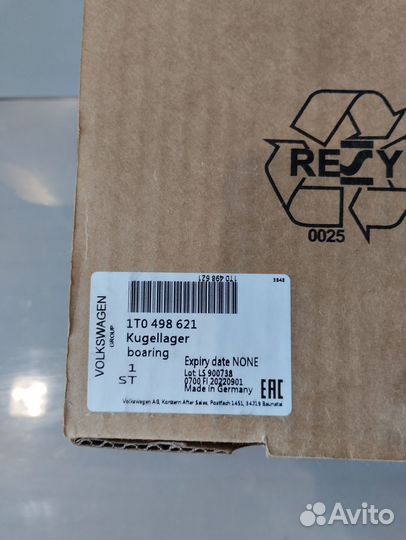 RESY
0025
1T0 498 621
3848
VOLKSWAGEN
GROUP
1T0 498 621
Kugellager
boaring
1
ST
Expiry date NONE
Lot LS 900738
0700 FI 20220901
Made in Germany
EAC
Volkswagen AG, Konzern After Sales, Postfach 1451, 34219 Baunatal
Avito